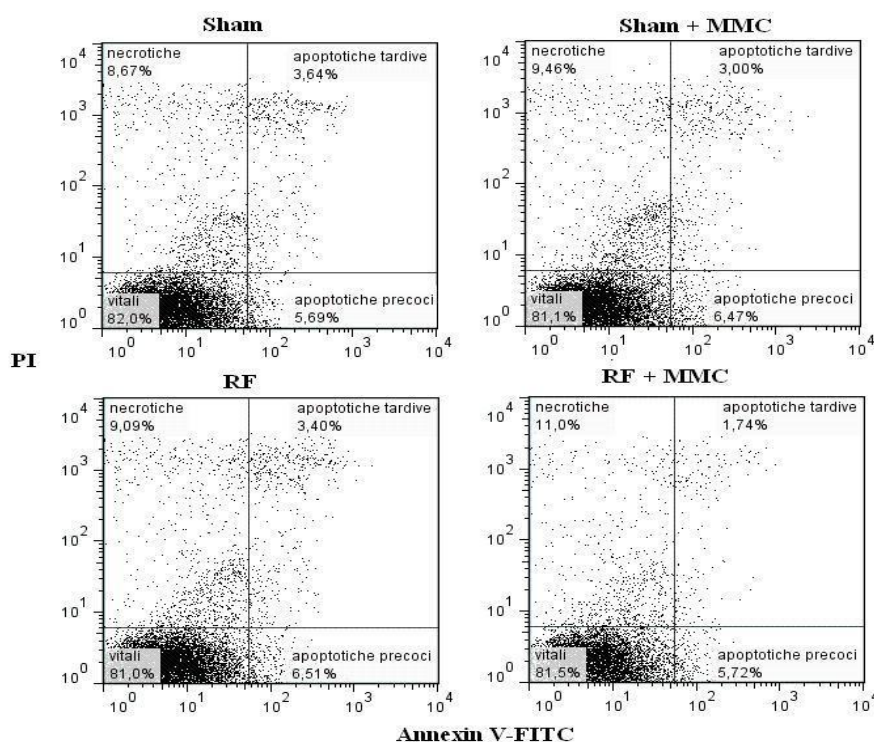 Sham
necrotiche
8,67%
apoptotiche tardive
3,64%
10^4
10^3
10^2
10^1
10^0
vitali
82,0%
apoptotiche precoci
5,69%
10^0 10^1 10^2 10^3 10^4
Sham + MMC
necrotiche
9,46%
apoptotiche tardive
3,00%
10^4
10^3
10^2
10^1
10^0
vitali
81,1%
apoptotiche precoci
6,47%
10^0 10^1 10^2 10^3 10^4
PI
RF
necrotiche
9,09%
apoptotiche tardive
3,40%
10^4
10^3
10^2
10^1
10^0
vitali
81,0%
apoptotiche precoci
6,51%
10^0 10^1 10^2 10^3 10^4
RF + MMC
necrotiche
11,0%
apoptotiche tardive
1,74%
10^4
10^3
10^2
10^1
10^0
vitali
81,5%
apoptotiche precoci
5,72%
10^0 10^1 10^2 10^3 10^4
Annexin V-FITC